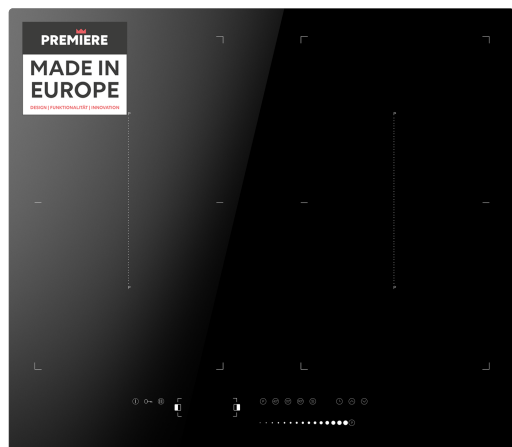 PREMIERE
MADE IN
EUROPE
DESIGN | FUNKTIONALITÄT | INNOVATION